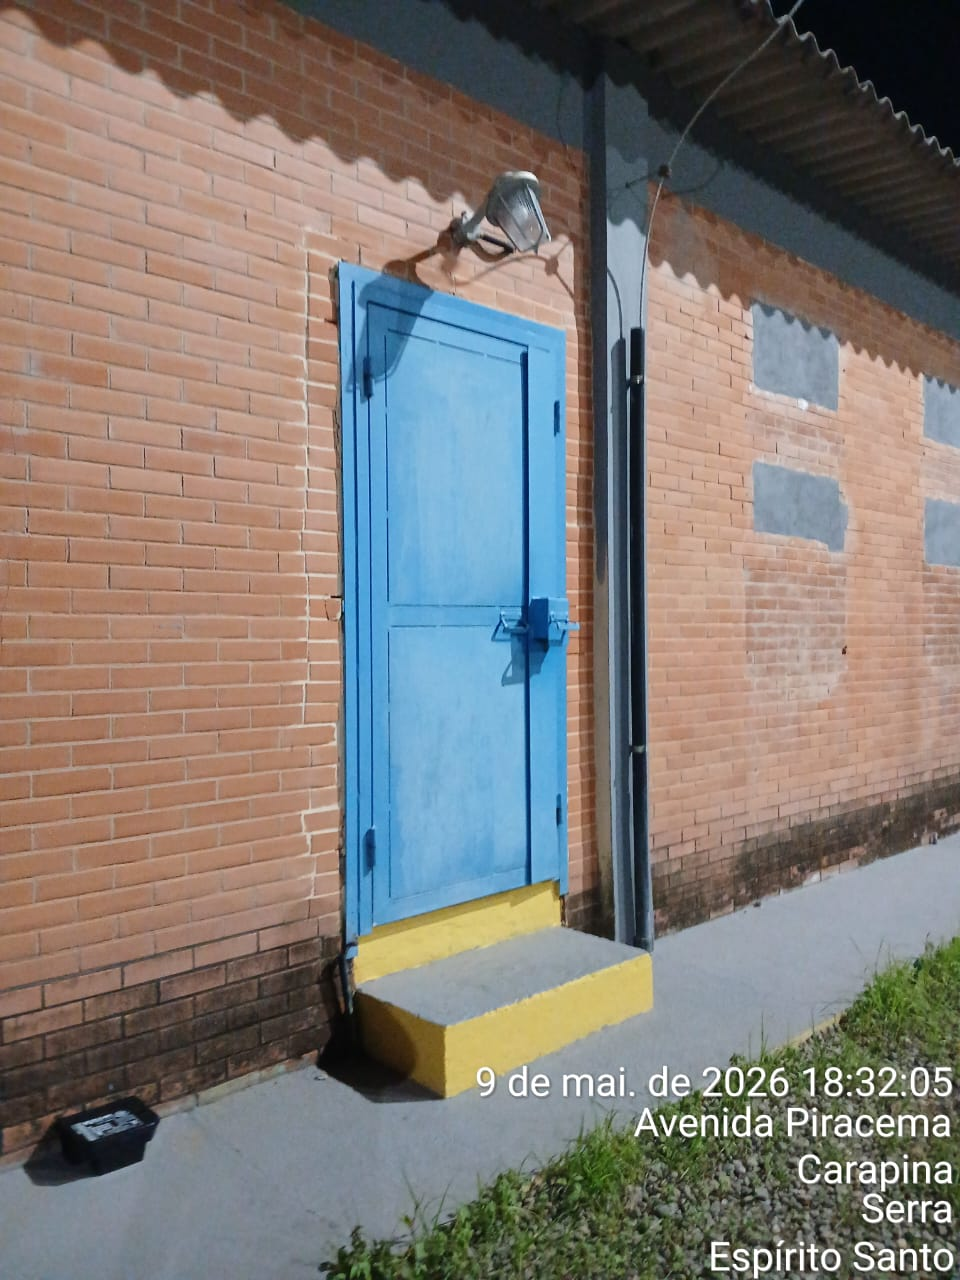 9 de mai. de 2026 18:32:05
Avenida Piracema
Carapina
Serra
Espírito Santo